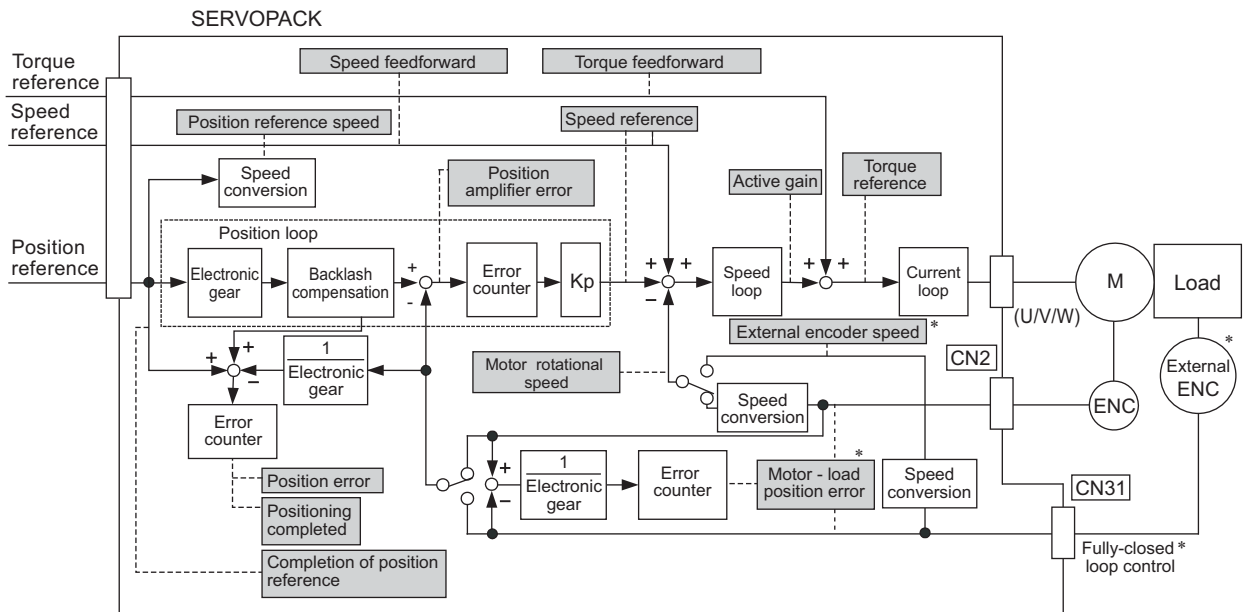 SERVOPACK
Torque
reference
Speed
reference
Position
reference
Speed feedforward
Torque feedforward
Position reference speed
Speed reference
Speed
conversion
Position
amplifier error
Active gain
Torque
reference
Position loop
Electronic
gear
Backlash
compensation
+
-
Error
counter
Kp
+
+
−
Speed
loop
+
+
Current
loop
(U/V/W)
M
Load
External encoder speed *
CN2
*
External
ENC
ENC
+
+
−
1
Electronic
gear
Motor rotational
speed
Speed
conversion
Error
counter
Position error
Positioning
completed
Completion of position
reference
+
−
1
Electronic
gear
Error
counter
*
Motor - load
position error
Speed
conversion
CN31
Fully-closed *
loop control